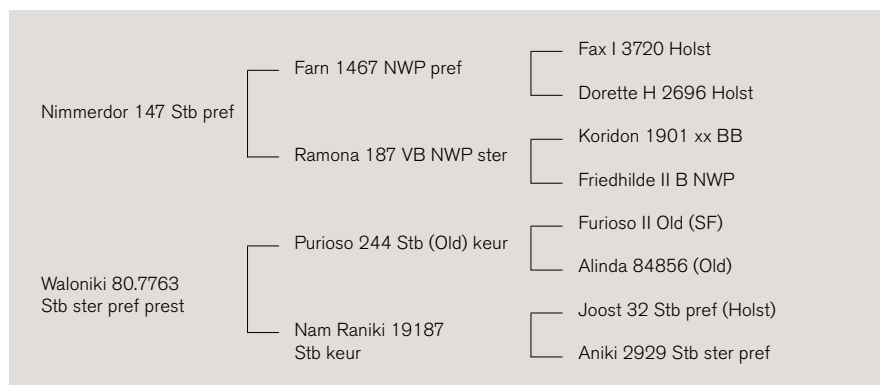 Nimmerdor 147 Stb pref
Farn 1467 NWP pref
Fax I 3720 Holst
Dorette H 2696 Holst
Ramona 187 VB NWP ster
Koridon 1901 xx BB
Friedhilde II B NWP
Waloniki 80.7763
Stb ster pref prest
Purioso 244 Stb (Old) keur
Furioso II Old (SF)
Alinda 84856 (Old)
Nam Raniki 19187
Stb keur
Joost 32 Stb pref (Holst)
Aniki 2929 Stb ster pref